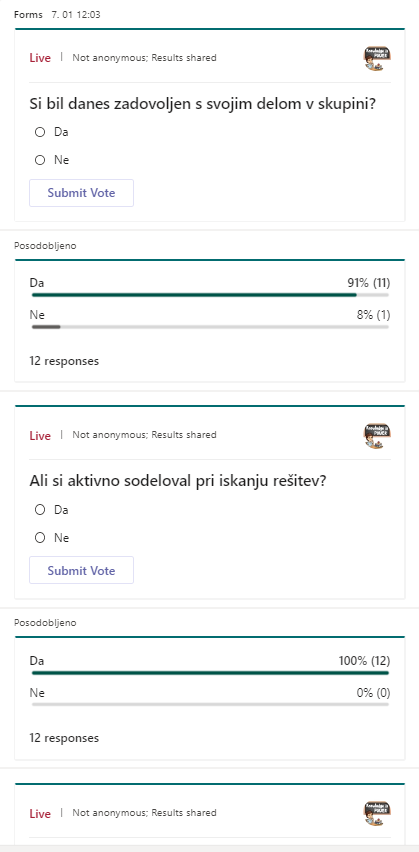 Forms 7. 01 12:03
Live | Not anonymous; Results shared
Si bil danes zadovoljen s svojim delom v skupini?
Da
Ne
Submit Vote
Posodobljeno
Da 91% (11)
Ne 8% (1)
12 responses
Live | Not anonymous; Results shared
Ali si aktivno sodeloval pri iskanju rešitev?
Da
Ne
Submit Vote
Posodobljeno
Da 100% (12)
Ne 0% (0)
12 responses
Live | Not anonymous; Results shared